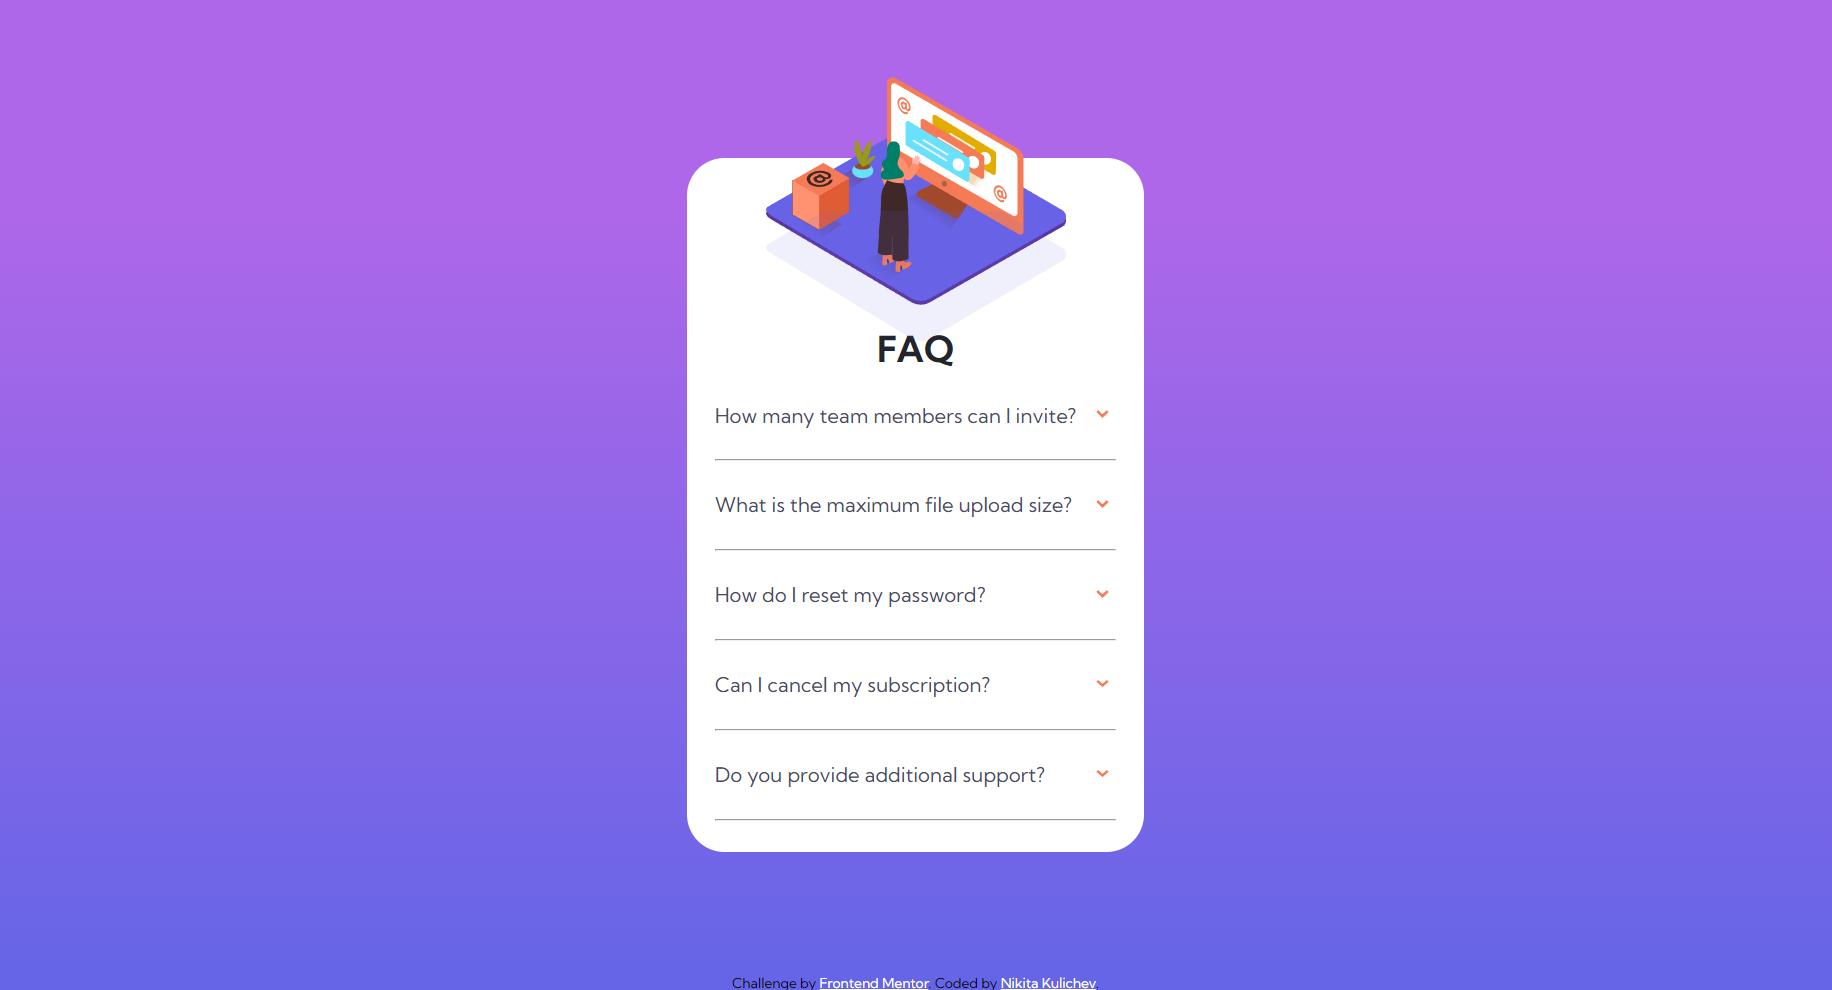 @
@
@
FAQ
How many team members can I invite?
What is the maximum file upload size?
How do I reset my password?
Can I cancel my subscription?
Do you provide additional support?
Challenge by Frontend Mentor. Coded by Nikita Kulichev.